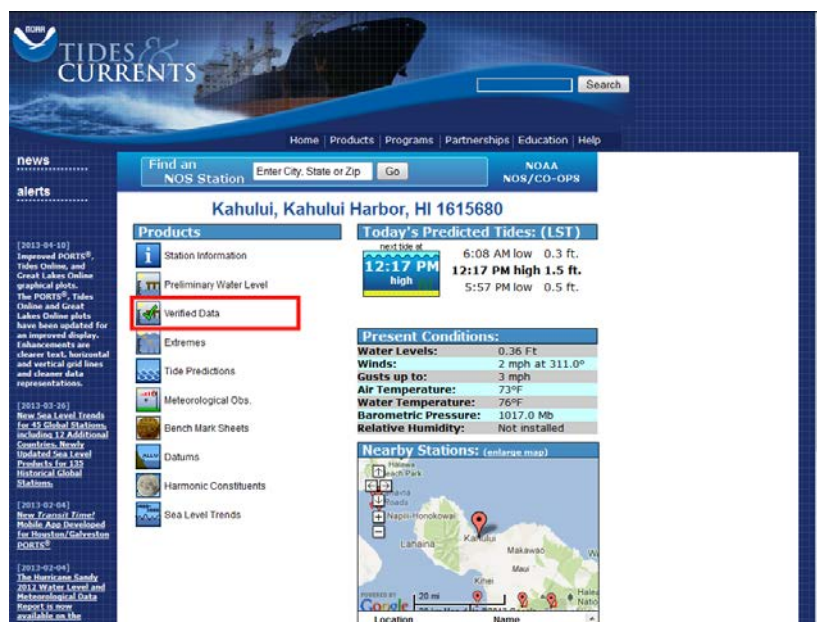 NOAA
TIDES &
CURRENTS
Search
Home | Products | Programs | Partnerships | Education | Help
news
alerts
[2013-04-10]
Improved PORTS®,
Tides Online, and
Great Lakes Online
graphical plots.
The PORTS®, Tides
Online and Great
Lakes Online plots
have been updated for
an improved display.
Enhancements are
clearer text, horizontal
and vertical grid lines
and cleaner data
representations.
[2013-03-26]
New Sea Level Trends
for 45 Global Stations,
including 12 Additional
Countries. Newly
Updated Sea Level
Products for 135
Historical Global
Stations.
[2013-02-04]
New Transit Time!
Mobile App Developed
for Houston/Galveston
PORTS®
[2013-02-04]
The Hurricane Sandy
2012 Water Level and
Meteorological Data
Report is now
available on the
Find an
NOS Station
Enter City, State or Zip
Go
NOAA
NOS/CO-OPS
Kahului, Kahului Harbor, HI 1615680
Products
Station Information
Preliminary Water Level
Verified Data
Extremes
Tide Predictions
Meteorological Obs.
Bench Mark Sheets
Datums
Harmonic Constituents
Sea Level Trends
Today's Predicted Tides: (LST)
next tide at
12:17 PM
high
6:08 AM low 0.3 ft.
12:17 PM high 1.5 ft.
5:57 PM low 0.5 ft.
Present Conditions:
Water Levels: 0.36 Ft
Winds: 2 mph at 311.0º
Gusts up to: 3 mph
Air Temperature: 73°F
Water Temperature: 76°F
Barometric Pressure: 1017.0 Mb
Relative Humidity: Not installed
Nearby Stations: (enlarge map)
Halawa
Beach Park
Napili-Honokowai
Lahaina
Kahului
Makawao
Maui
Kihei
POWERED BY
Google
20 mi
Location Name